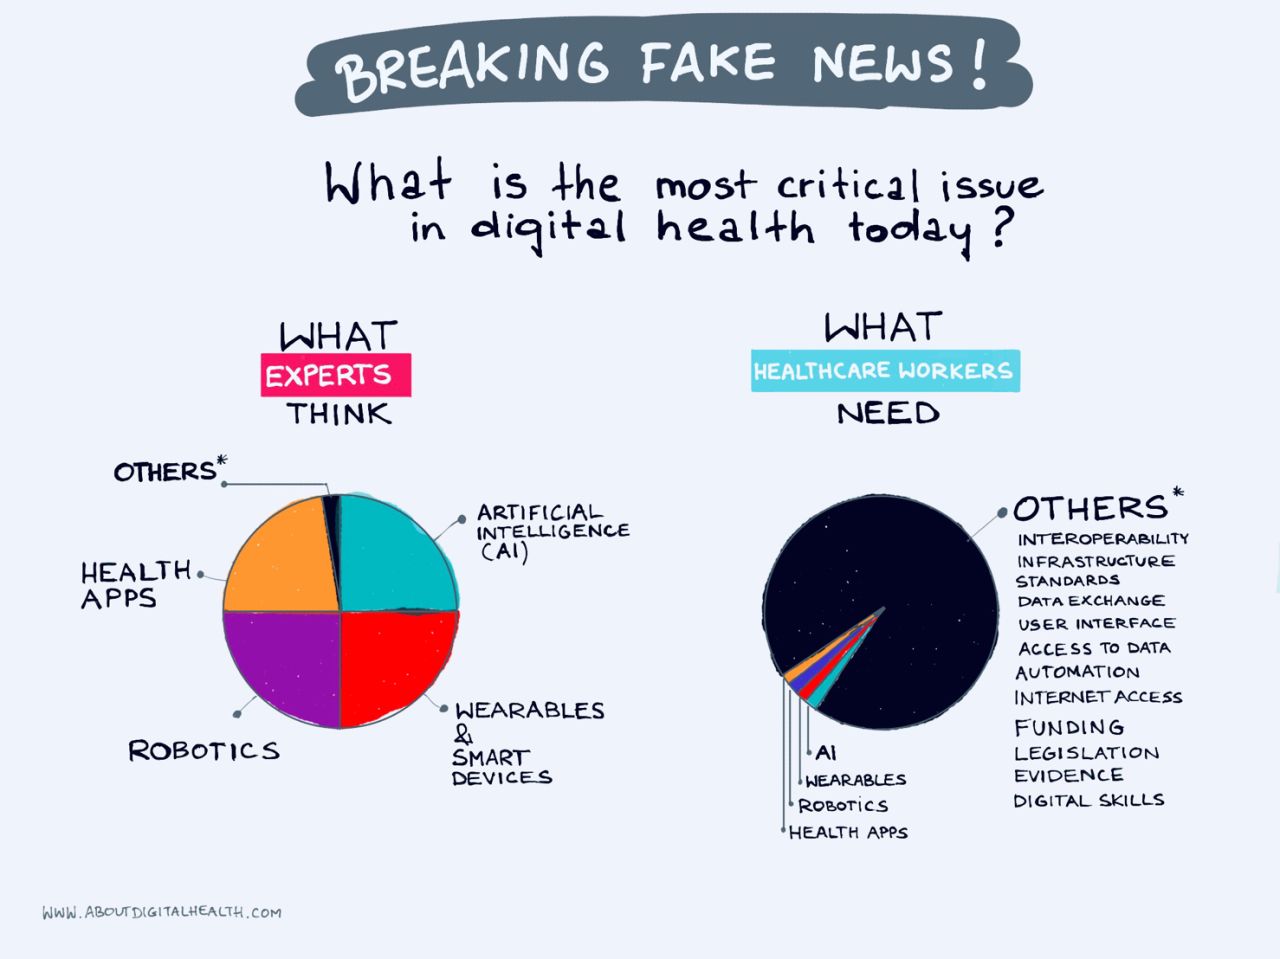 BREAKING FAKE NEWS!
What is the most critical issue
in digital health today?
WHAT
EXPERTS
THINK
OTHERS*
ARTIFICIAL
INTELLIGENCE
(AI)
HEALTH
APPS
WEARABLES
&
SMART
DEVICES
ROBOTICS
WHAT
HEALTHCARE WORKERS
NEED
OTHERS*
INTEROPERABILITY
INFRASTRUCTURE
STANDARDS
DATA EXCHANGE
USER INTERFACE
ACCESS TO DATA
AUTOMATION
INTERNET ACCESS
FUNDING
LEGISLATION
EVIDENCE
DIGITAL SKILLS
AI
WEARABLES
ROBOTICS
HEALTH APPS
WWW.ABOUTDIGITALHEALTH.COM